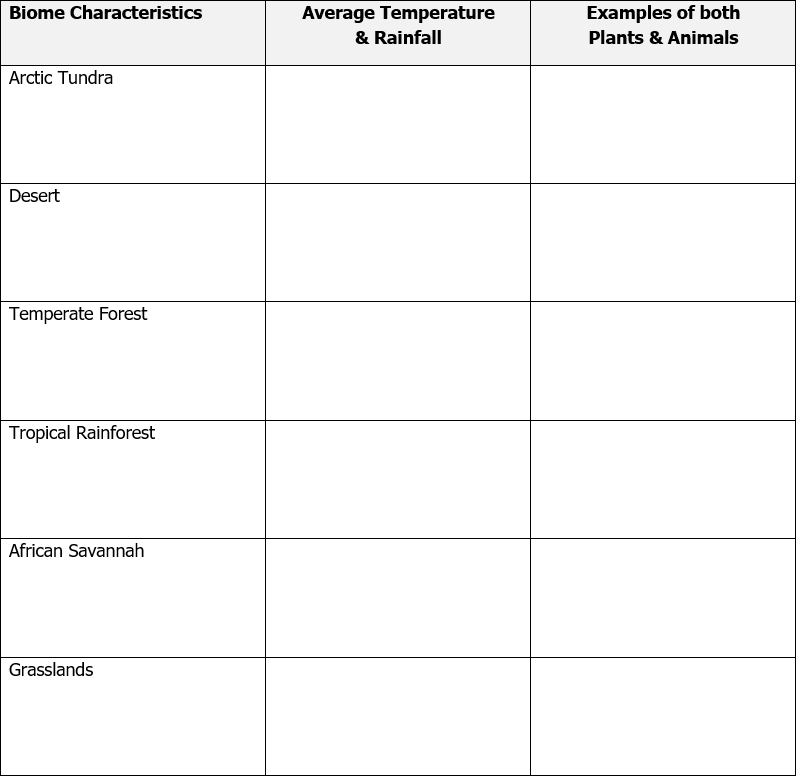 Biome Characteristics
Average Temperature
& Rainfall
Examples of both
Plants & Animals
Arctic Tundra
Desert
Temperate Forest
Tropical Rainforest
African Savannah
Grasslands